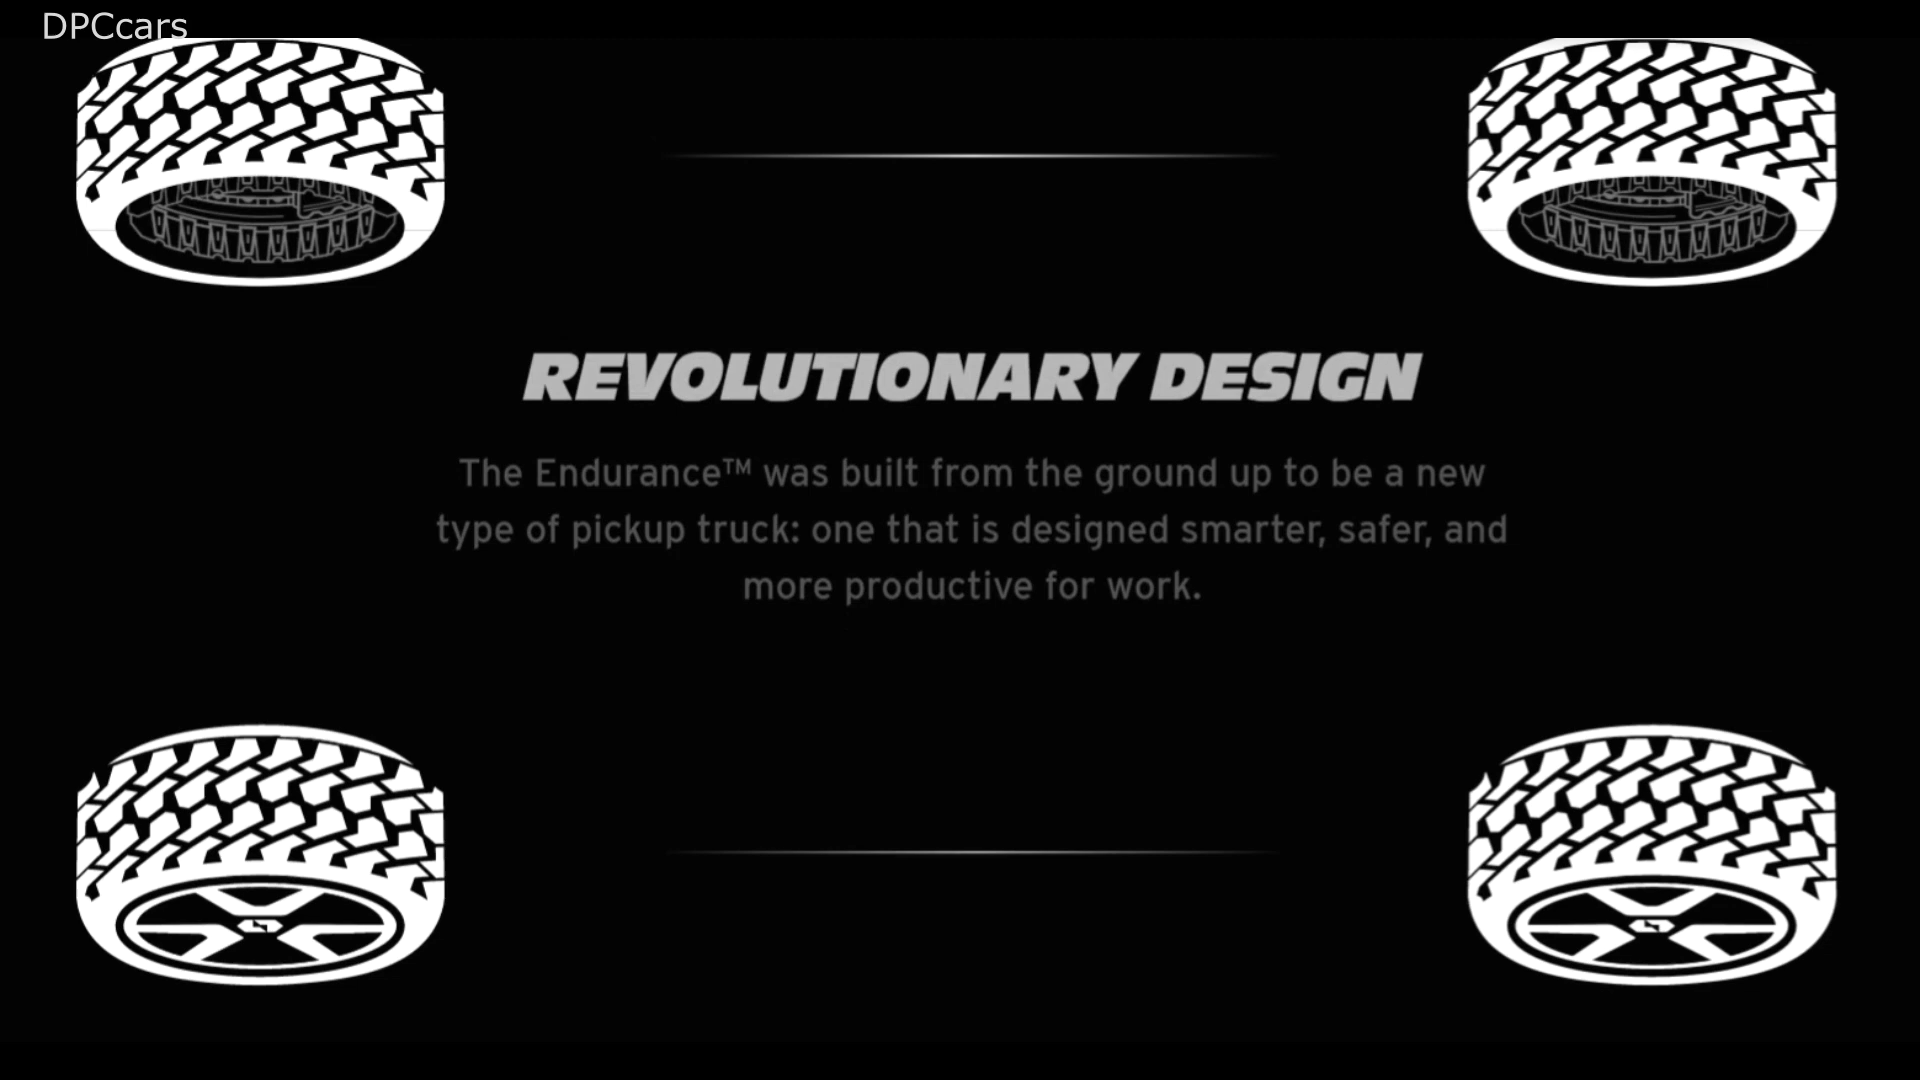 DPCcars
REVOLUTIONARY DESIGN
The Endurance™ was built from the ground up to be a new
type of pickup truck: one that is designed smarter, safer, and
more productive for work.